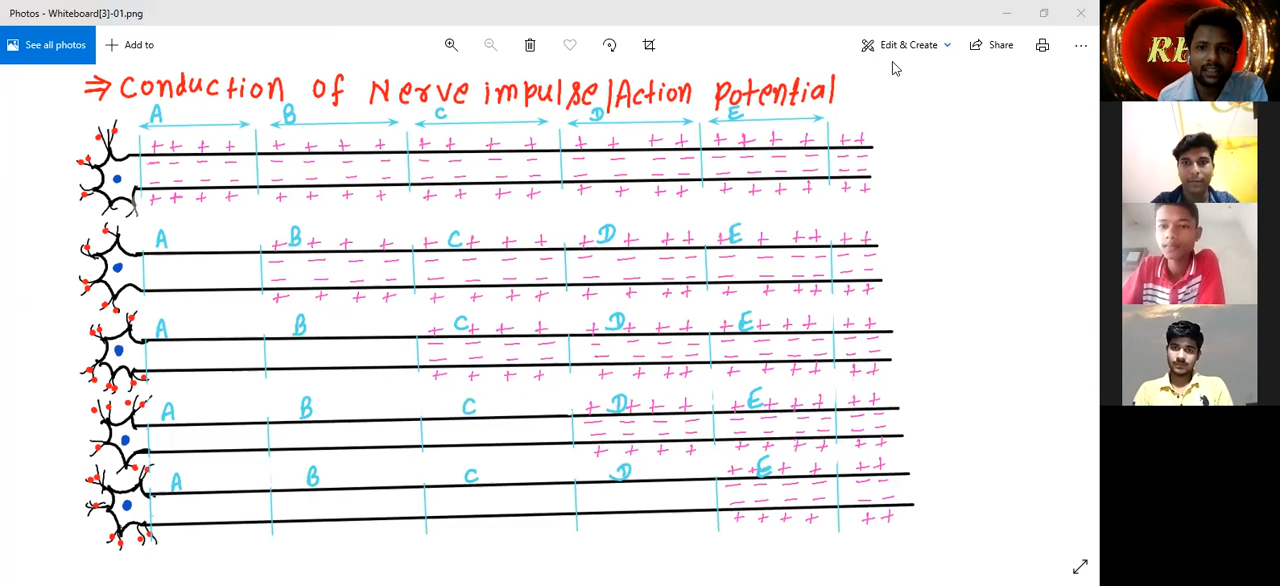 Photos - Whiteboard[3]-01.png
See all photos + Add to Edit & Create Share
⇒ Conduction of Nerve impulse/Action Potential
A B C D E
+ + + + + + + + + + + + + + + + + + + + + +
- - - - - - - - - - - - - - - - - - - - - -
- - - - - - - - - - - - - - - - - - - - - -
+ + + + + + + + + + + + + + + + + + + + + +
A B C D E
+ + + + + + + + + + + + + + + + + +
- - - - - - - - - - - - - - - - - -
- - - - - - - - - - - - - - - - - -
+ + + + + + + + + + + + + + + + + +
A B C D E
+ + + + + + + + + + + + +
- - - - - - - - - - - - - -
- - - - - - - - - - - - - -
+ + + + + + + + + + + + + +
A B C D E
+ + + + + + + + + +
- - - - - - - - - -
- - - - - - - - - -
+ + + + + + + + + +
A B C D E
+ + + + + +
- - - - - -
- - - - - -
+ + + + + +